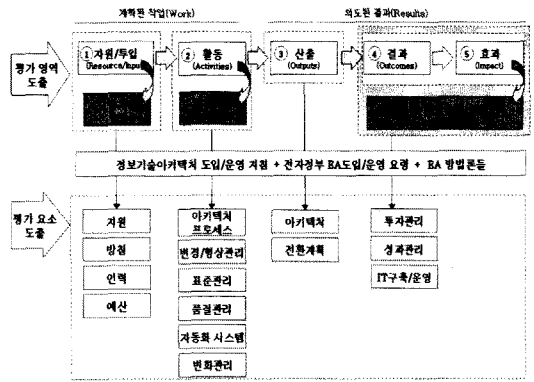 계획된 작업(Work)
의도된 결과(Results)
평가 영역
도출
① 자원/투입
(Resource/Input)
② 활동
(Activities)
③ 산출
(Outputs)
④ 결과
(Outcomes)
⑤ 효과
(Impact)
정보기술아키텍처 도입/운영 지침 + 전자정부 EA도입/운영 요령 + EA 방법론들
평가 요소
도출
자원
방침
인력
예산
아키텍처
프로세스
변경/형상관리
표준관리
품질관리
자동화 시스템
변화관리
아키텍처
전환계획
투자관리
성과관리
IT구축/운영